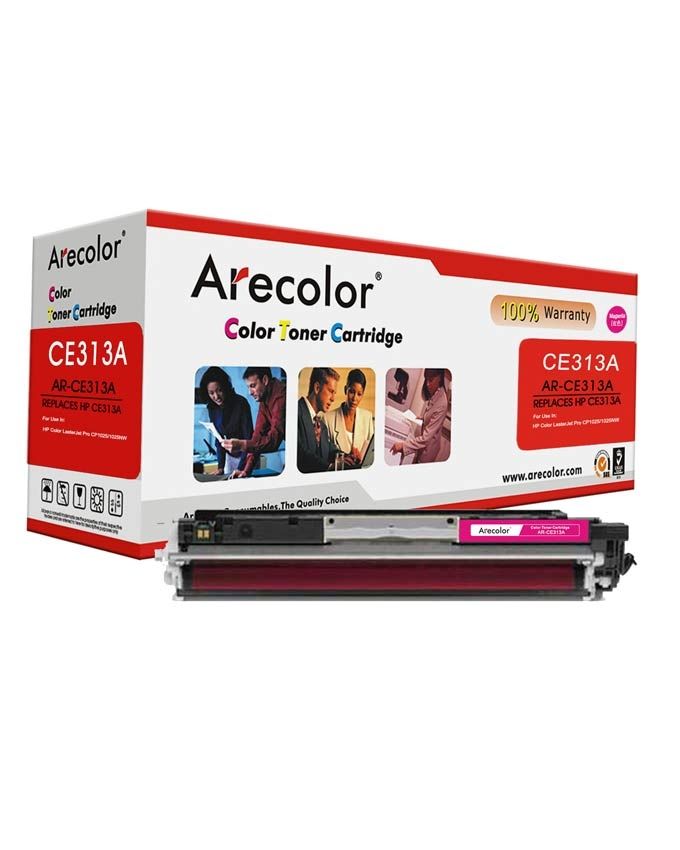 Arecolor®
Color
Toner Cartridge
CE313A
AR-CE313A
REPLACES HP CE313A
For Use In:
HP Color LaserJet Pro CP1025/1025NW
Arecolor®
Color Toner Cartridge
100% Warranty
Magenta
(红色)
CE313A
AR-CE313A
REPLACES HP CE313A
For Use In:
HP Color LaserJet Pro CP1025/1025NW
www.arecolor.com
The Quality Choice
Arecolor®
Color Toner Cartridge
AR-CE313A